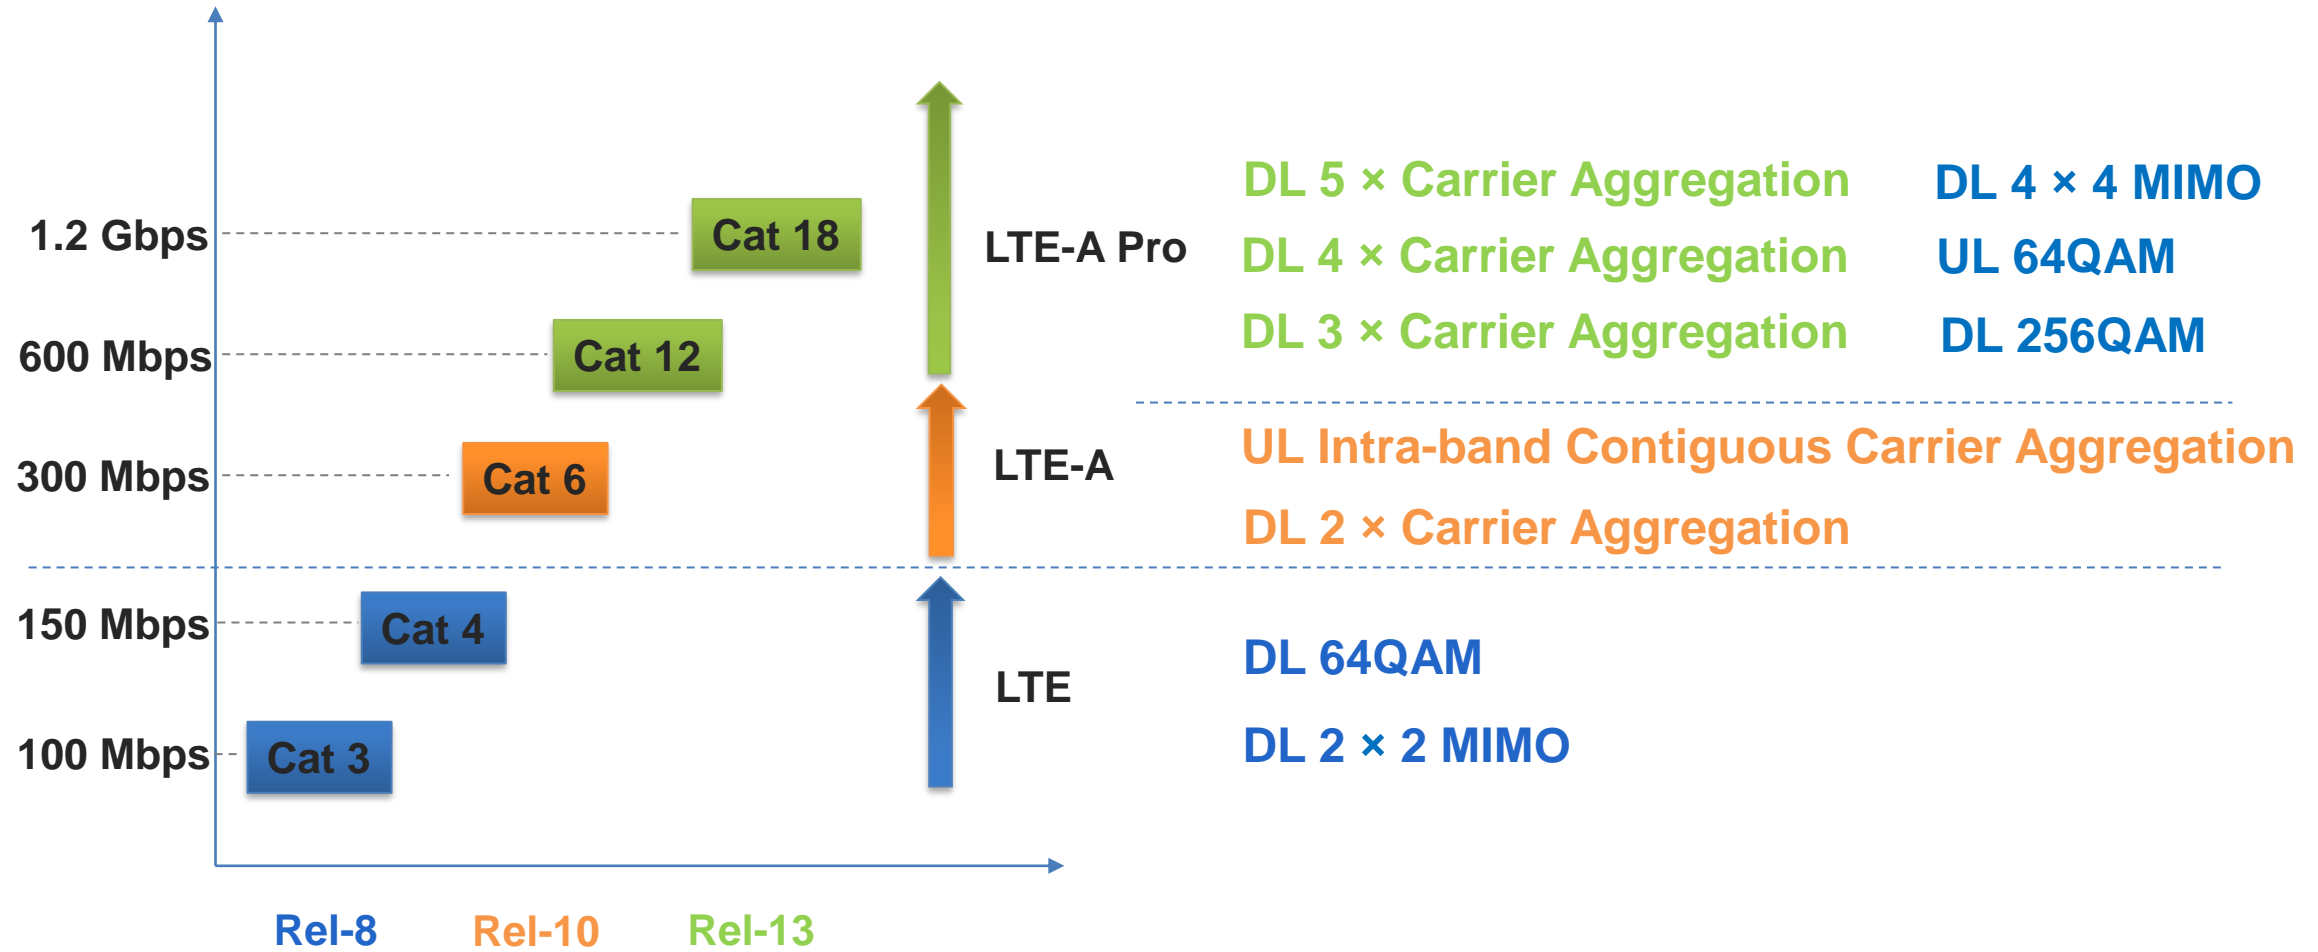 1.2 Gbps
600 Mbps
300 Mbps
150 Mbps
100 Mbps
Cat 18
Cat 12
Cat 6
Cat 4
Cat 3
LTE-A Pro
LTE-A
LTE
DL 5 × Carrier Aggregation
DL 4 × Carrier Aggregation
DL 3 × Carrier Aggregation
DL 4 × 4 MIMO
UL 64QAM
DL 256QAM
UL Intra-band Contiguous Carrier Aggregation
DL 2 × Carrier Aggregation
DL 64QAM
DL 2 × 2 MIMO
Rel-8
Rel-10
Rel-13